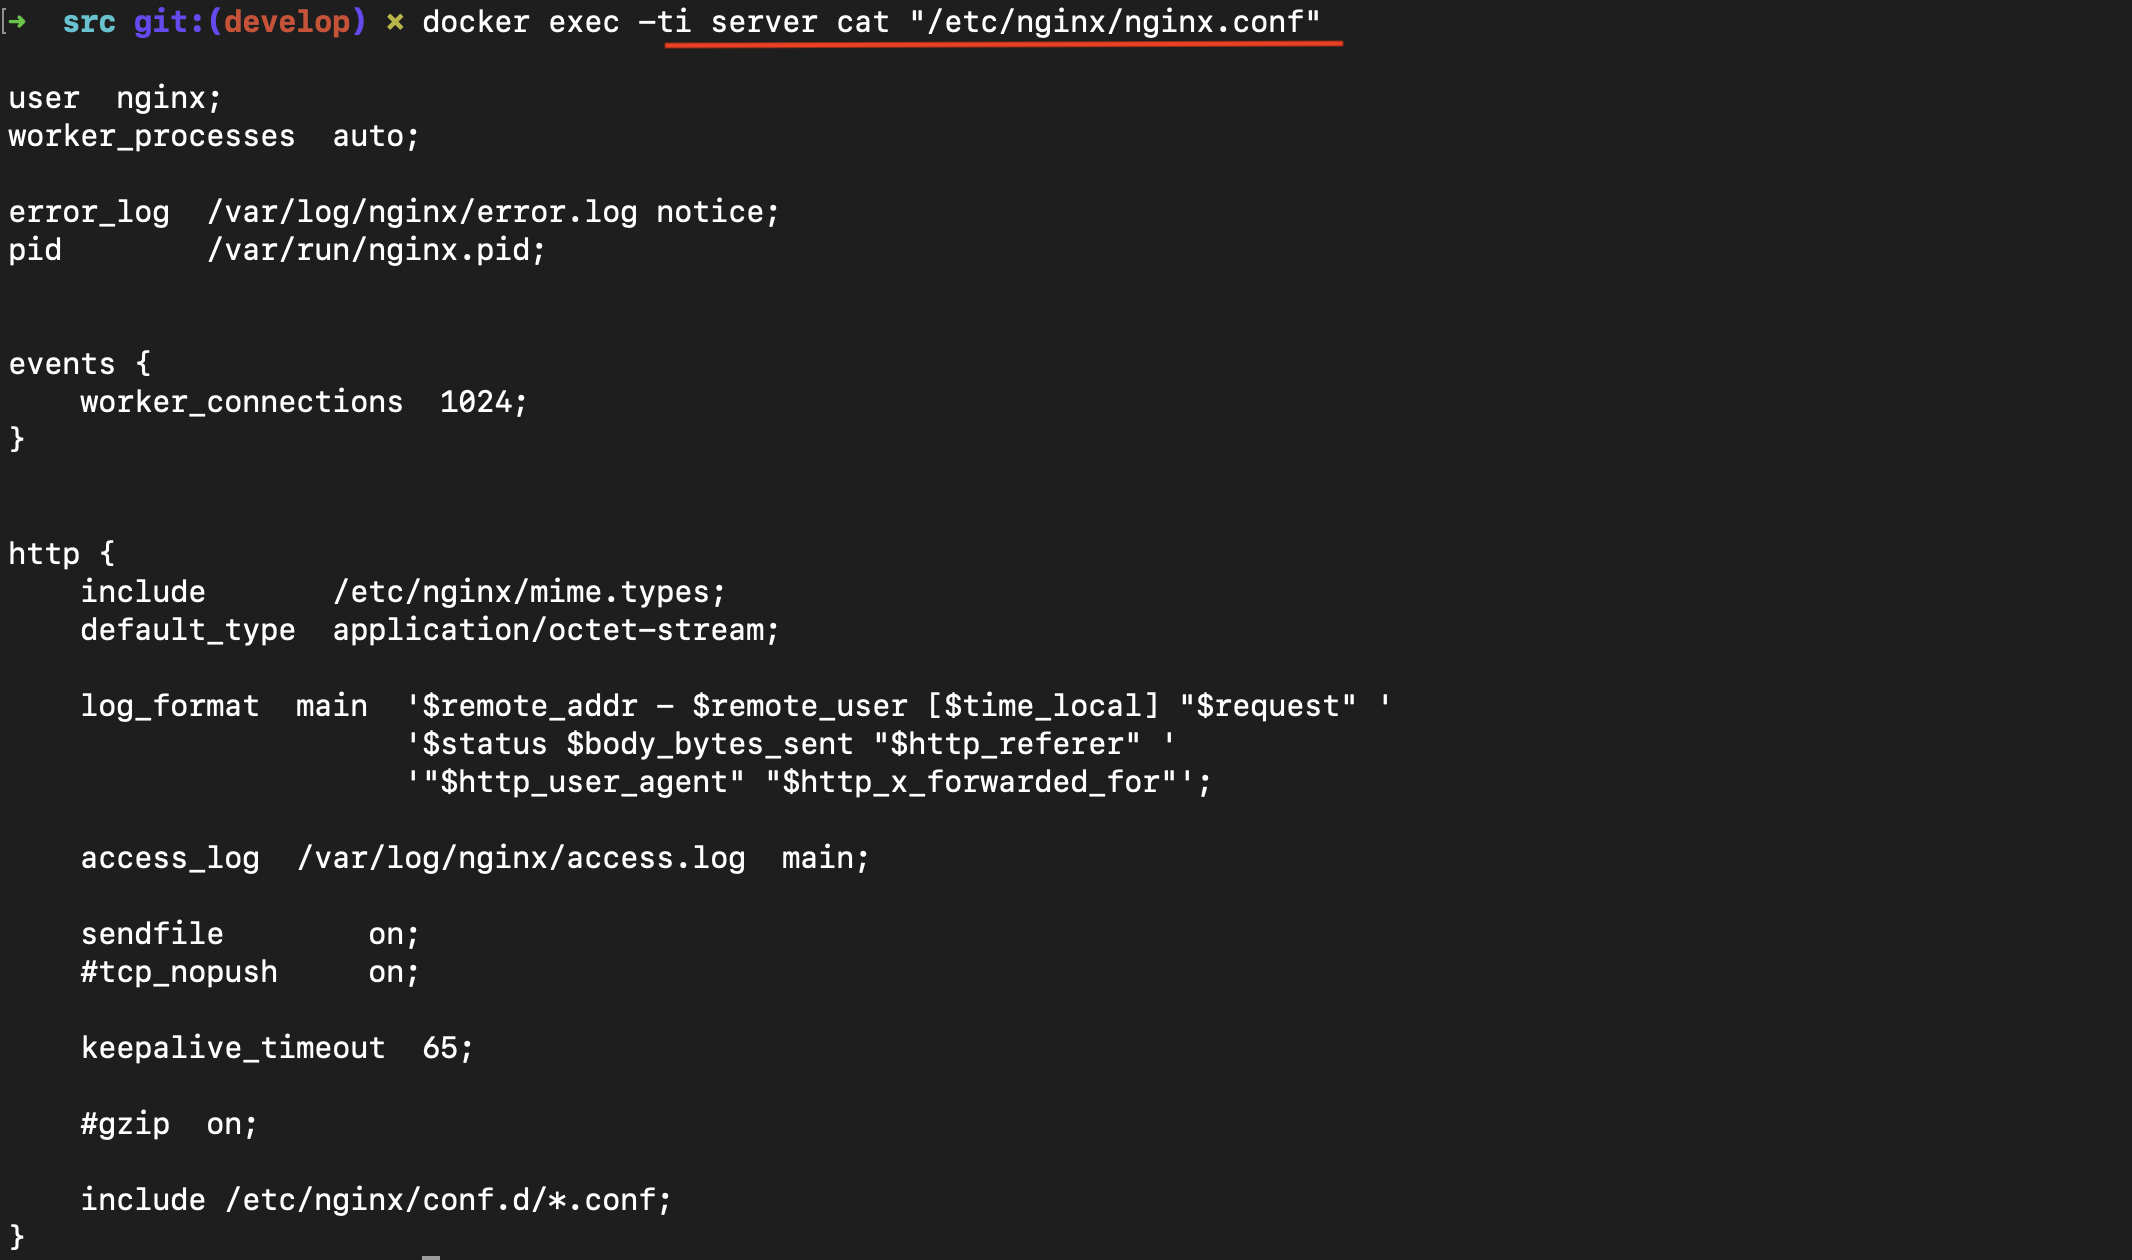 [➜  src git:(develop) ✗ docker exec -ti server cat "/etc/nginx/nginx.conf"

user  nginx;
worker_processes  auto;

error_log  /var/log/nginx/error.log notice;
pid        /var/run/nginx.pid;


events {
    worker_connections  1024;
}


http {
    include       /etc/nginx/mime.types;
    default_type  application/octet-stream;

    log_format  main  '$remote_addr - $remote_user [$time_local] "$request" '
                      '$status $body_bytes_sent "$http_referer" '
                      '"$http_user_agent" "$http_x_forwarded_for"';

    access_log  /var/log/nginx/access.log  main;

    sendfile        on;
    #tcp_nopush     on;

    keepalive_timeout  65;

    #gzip  on;

    include /etc/nginx/conf.d/*.conf;
}